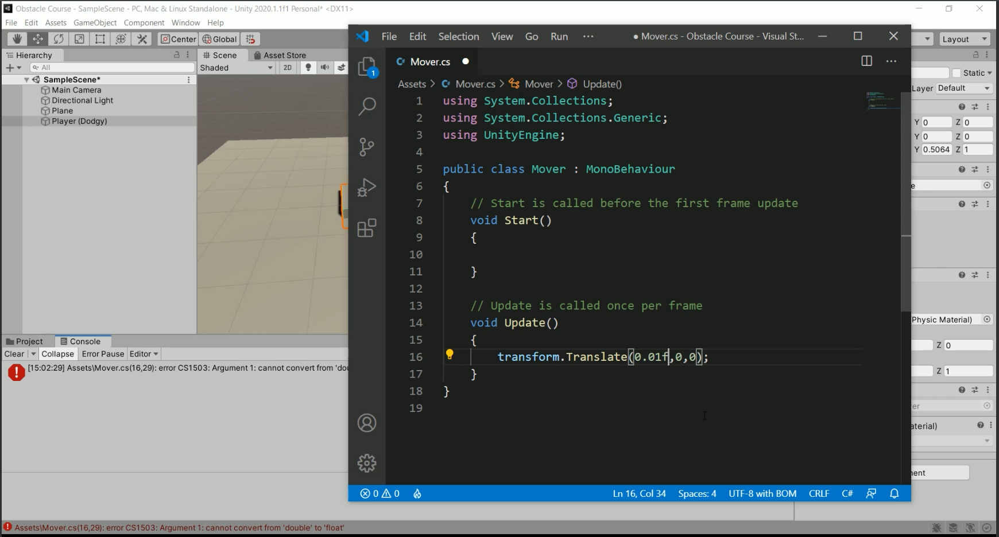 Obstacle Course - SampleScene - PC, Mac & Linux Standalone - Unity 2020.1.1f1 Personal* <DX11>
File Edit Assets GameObject Component Window Help
Center Global
Layout
Hierarchy
All
SampleScene*
Main Camera
Directional Light
Plane
Player (Dodgy)
Scene Asset Store
Shaded 2D
File Edit Selection View Go Run ··· ● Mover.cs - Obstacle Course - Visual St...
1
C# Mover.cs ●
Assets > Mover.cs > Mover > Update()
1 using System.Collections;
2 using System.Collections.Generic;
3 using UnityEngine;
4
5 public class Mover : MonoBehaviour
6 {
7 // Start is called before the first frame update
8 void Start()
9 {
10
11 }
12
13 // Update is called once per frame
14 void Update()
15 {
16 transform.Translate(0.01f,0,0);
17 }
18 }
19
0 0 Ln 16, Col 34 Spaces: 4 UTF-8 with BOM CRLF C#
Static
Layer Default
Y 0 Z 0
Y 0 Z 0
Y 0.5064 Z 1
e
Physic Material)
Z 0
Z 1
er
aterial)
nent
Project Console
Clear Collapse Error Pause Editor
[15:02:29] Assets\Mover.cs(16,29): error CS1503: Argument 1: cannot convert from 'dou
Assets\Mover.cs(16,29): error CS1503: Argument 1: cannot convert from 'double' to 'float'